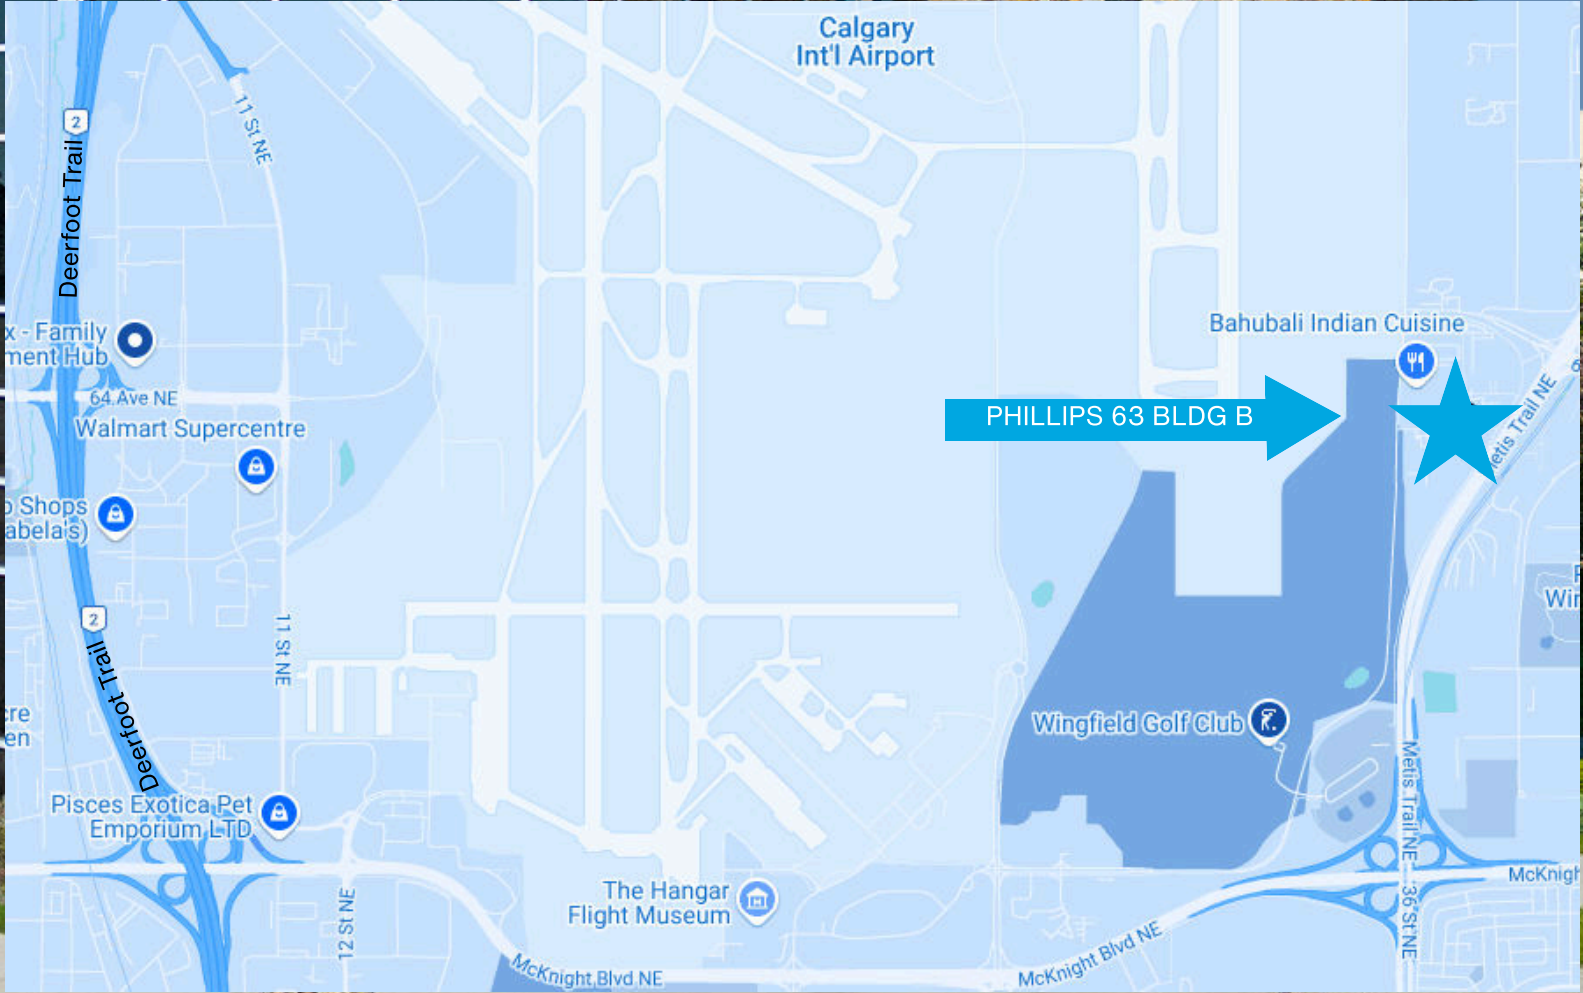 Calgary
Int'l Airport
2
11 St NE
Deerfoot Trail
Bahubali Indian Cuisine
x - Family
ment Hub
64 Ave NE
Walmart Supercentre
PHILLIPS 63 BLDG B
Metis Trail NE
6
o Shops
abela's)
2
11 St NE
Deerfoot Trail
Wir
cre
en
Wingfield Golf Club
Metis Trail NE
Pisces Exotica Pet
Emporium LTD
McKnigh
The Hangar
Flight Museum
12 St NE
36 St NE
McKnight Blvd NE
McKnight Blvd NE